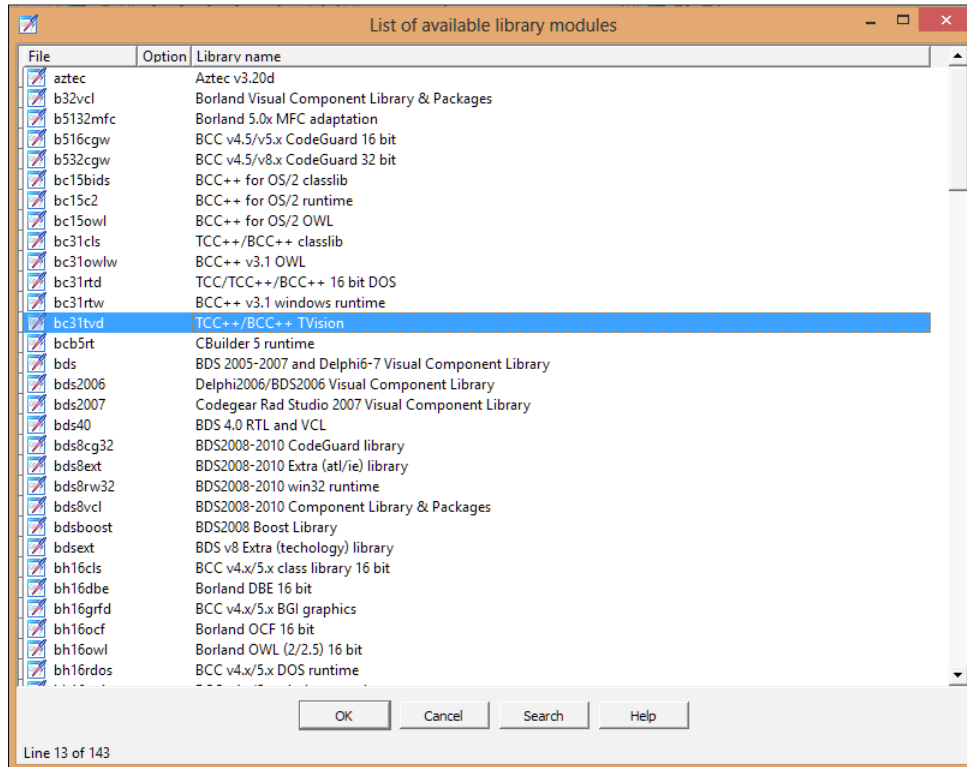 List of available library modules
File Option Library name
aztec Aztec v3.20d
b32vcl Borland Visual Component Library & Packages
b5132mfc Borland 5.0x MFC adaptation
b516cgw BCC v4.5/v5.x CodeGuard 16 bit
b532cgw BCC v4.5/v8.x CodeGuard 32 bit
bc15bids BCC++ for OS/2 classlib
bc15c2 BCC++ for OS/2 runtime
bc15owl BCC++ for OS/2 OWL
bc31cls TCC++/BCC++ classlib
bc31owlw BCC++ v3.1 OWL
bc31rtd TCC/TCC++/BCC++ 16 bit DOS
bc31rtw BCC++ v3.1 windows runtime
bc31tvd TCC++/BCC++ TVision
bcb5rt CBuilder 5 runtime
bds BDS 2005-2007 and Delphi6-7 Visual Component Library
bds2006 Delphi2006/BDS2006 Visual Component Library
bds2007 Codegear Rad Studio 2007 Visual Component Library
bds40 BDS 4.0 RTL and VCL
bds8cg32 BDS2008-2010 CodeGuard library
bds8ext BDS2008-2010 Extra (atl/ie) library
bds8rw32 BDS2008-2010 win32 runtime
bds8vcl BDS2008-2010 Component Library & Packages
bdsboost BDS2008 Boost Library
bdsext BDS v8 Extra (techology) library
bh16cls BCC v4.x/5.x class library 16 bit
bh16dbe Borland DBE 16 bit
bh16grfd BCC v4.x/5.x BGI graphics
bh16ocf Borland OCF 16 bit
bh16owl Borland OWL (2/2.5) 16 bit
bh16rdos BCC v4.x/5.x DOS runtime
OK Cancel Search Help
Line 13 of 143